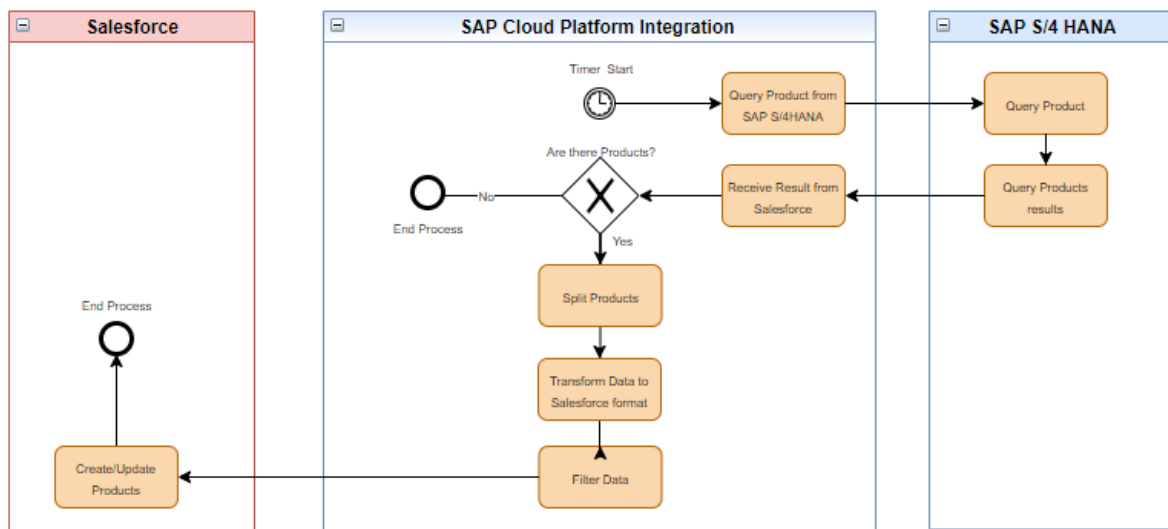 Salesforce
SAP Cloud Platform Integration
SAP S/4 HANA
Timer Start
Query Product from
SAP S/4HANA
Query Product
Are there Products?
No
End Process
Receive Result from
Salesforce
Query Products
results
Yes
Split Products
End Process
Transform Data to
Salesforce format
Create/Update
Products
Filter Data